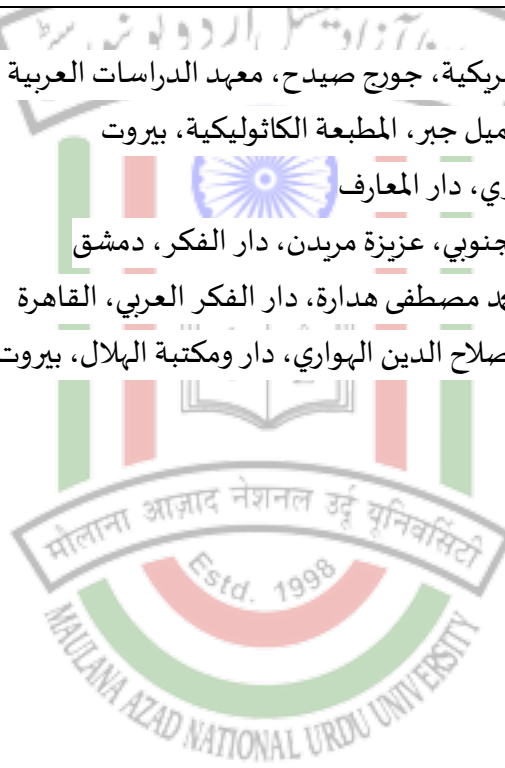 ريكية، جورج صيدح، معهد الدراسات العربية
ميل جبر، المطبعة الكاثوليكية، بيروت
ي، دار المعارف
جنوبي، عزيزة مريدن، دار الفكر، دمشق
مصطفى هدارة، دار الفكر العربي، القاهرة
صلاح الدين الهواري، دار ومكتبة الهلال، بيروت
मौलाना आज़ाद नेशनल उर्दू यूनिवर्सिटी
Estd. 1998
MAULANA AZAD NATIONAL URDU UNIVERSITY